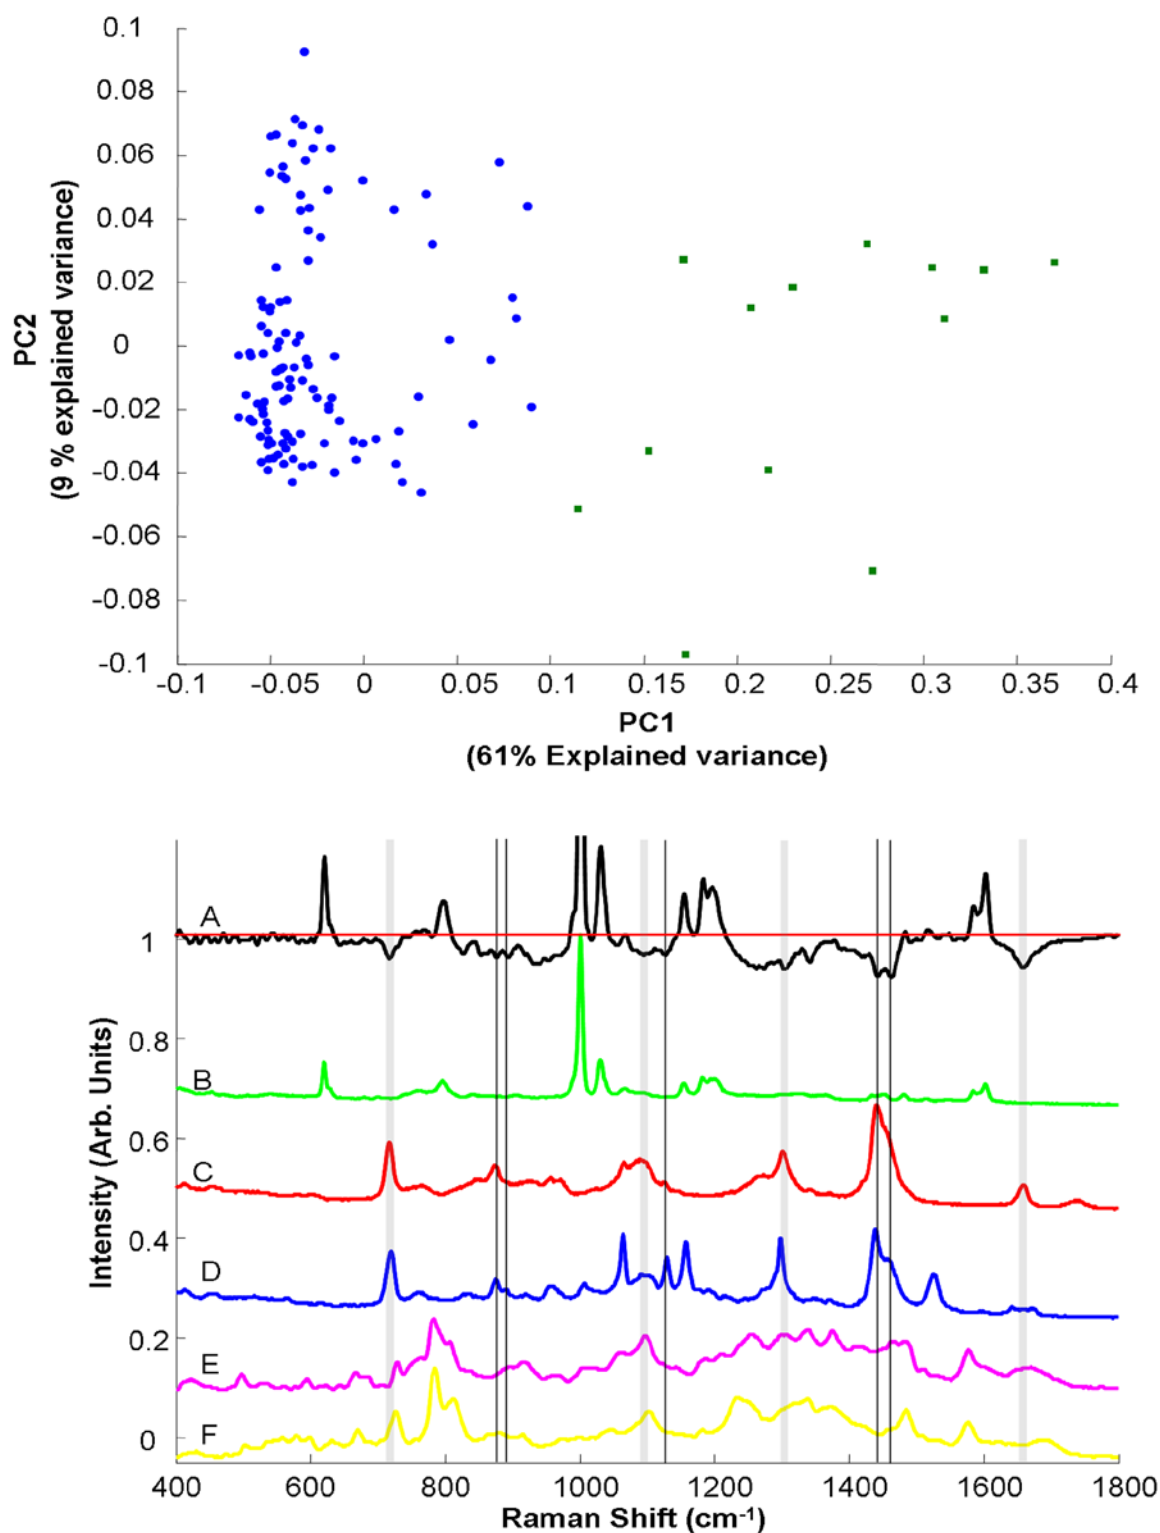 0.1
0.08
0.06
0.04
0.02
0
-0.02
-0.04
-0.06
-0.08
-0.1
PC2
(9 % explained variance)
-0.1 -0.05 0 0.05 0.1 0.15 0.2 0.25 0.3 0.35 0.4
PC1
(61% Explained variance)
A
1
0.8
B
0.6
C
0.4
D
0.2
E
F
0
Intensity (Arb. Units)
400 600 800 1000 1200 1400 1600 1800
Raman Shift (cm-1)